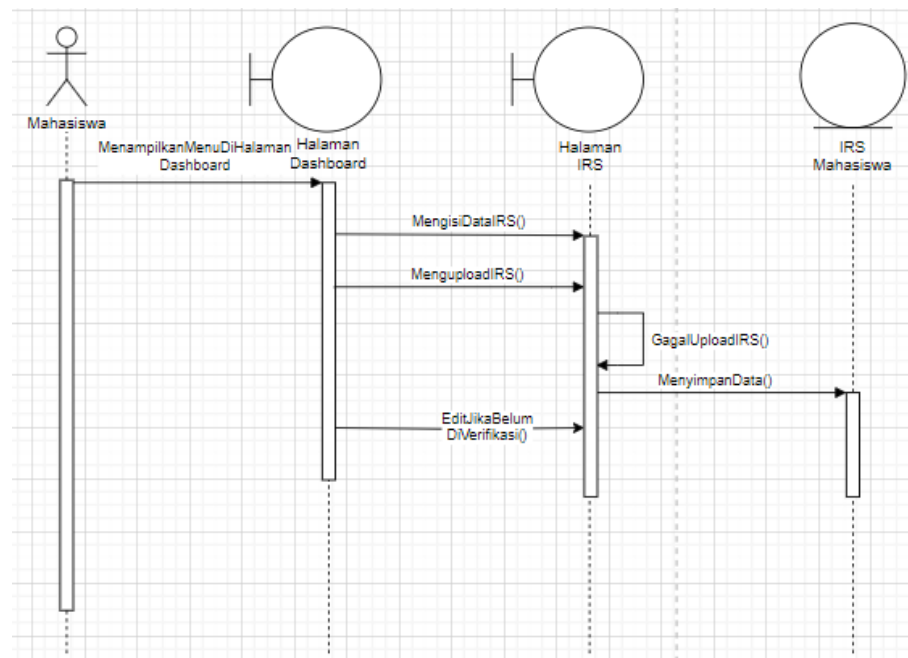 Mahasiswa
MenampilkanMenuDiHalaman
Dashboard
Halaman
Dashboard
Halaman
IRS
IRS
Mahasiswa
MengisiDataIRS()
MenguploadIRS()
GagalUploadIRS()
MenyimpanData()
EditJikaBelum
DiVerifikasi()